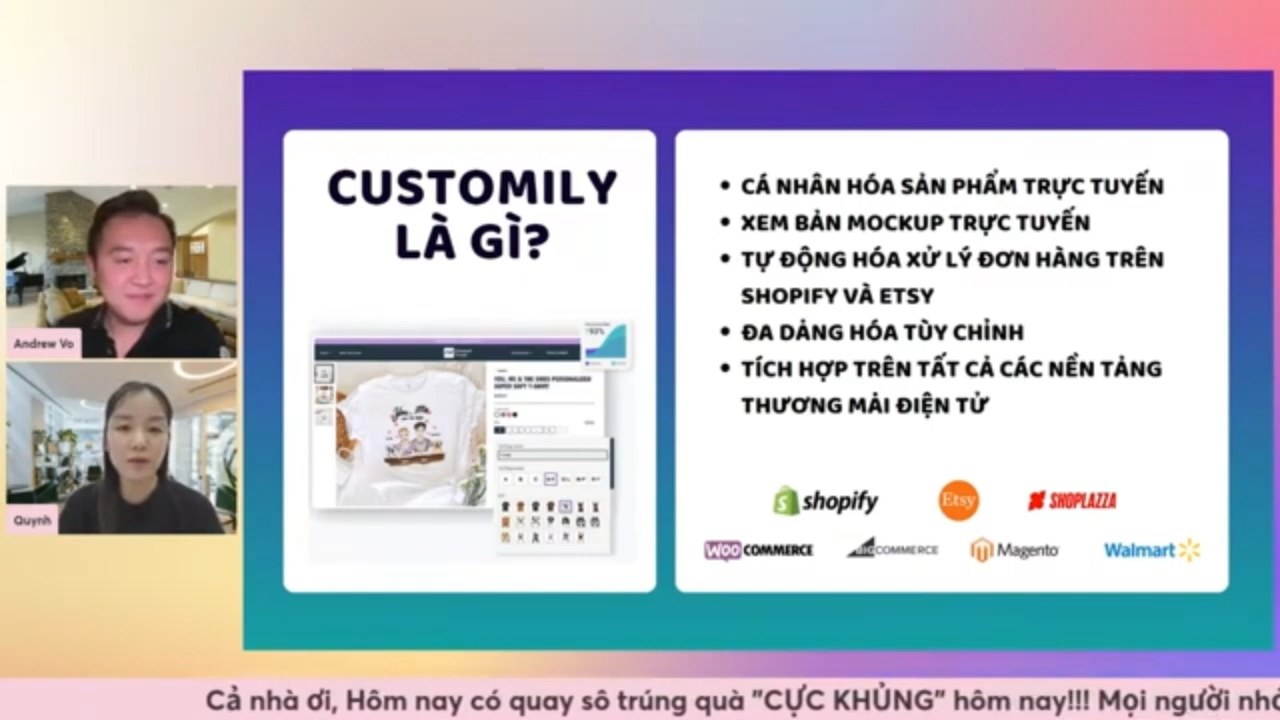 CUSTOMILY
LÀ GÌ?
• CÁ NHÂN HÓA SẢN PHẨM TRỰC TUYẾN
• XEM BẢN MOCKUP TRỰC TUYẾN
• TỰ ĐỘNG HÓA XỬ LÝ ĐƠN HÀNG TRÊN
SHOPIFY VÀ ETSY
• ĐA DẠNG HÓA TÙY CHỈNH
• TÍCH HỢP TRÊN TẤT CẢ CÁC NỀN TẢNG
THƯƠNG MẠI ĐIỆN TỬ
shopify
Etsy
SHOPLAZZA
WOO COMMERCE
BIGCOMMERCE
Magento
Walmart
Andrew Vo
Quynh
Cả nhà ơi, Hôm nay có quay sô trúng quà "CỰC KHỦNG" hôm nay!!! Mọi người